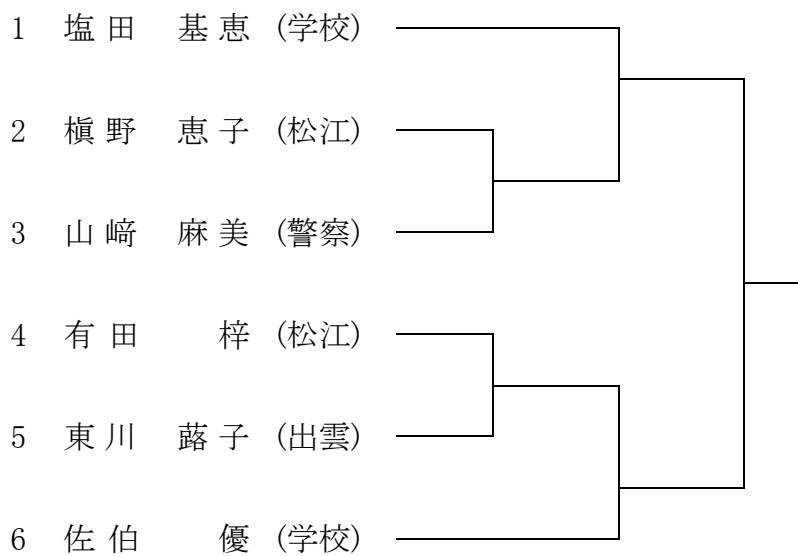 1 塩田 基恵 (学校)
2 槇野 恵子 (松江)
3 山﨑 麻美 (警察)
4 有田 梓 (松江)
5 東川 蕗子 (出雲)
6 佐伯 優 (学校)